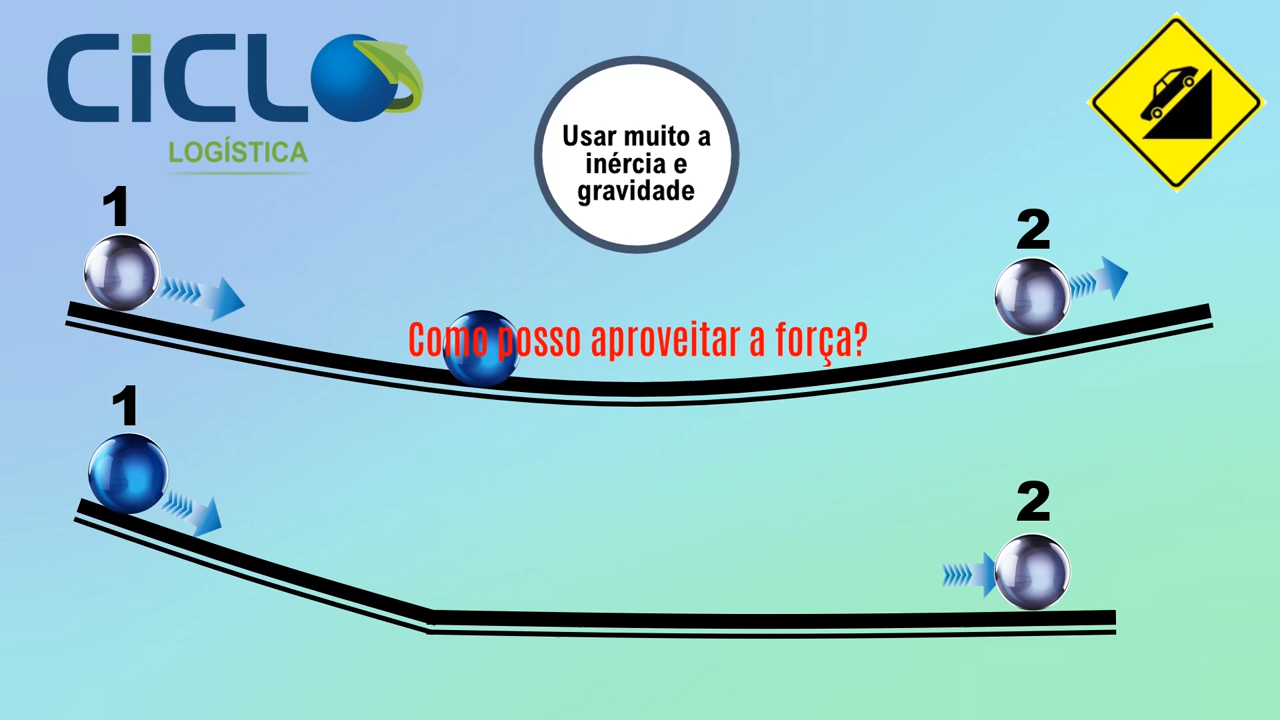 CiCLO
LOGÍSTICA
Usar muito a
inércia e
gravidade
1
2
Como posso aproveitar a força?
1
2